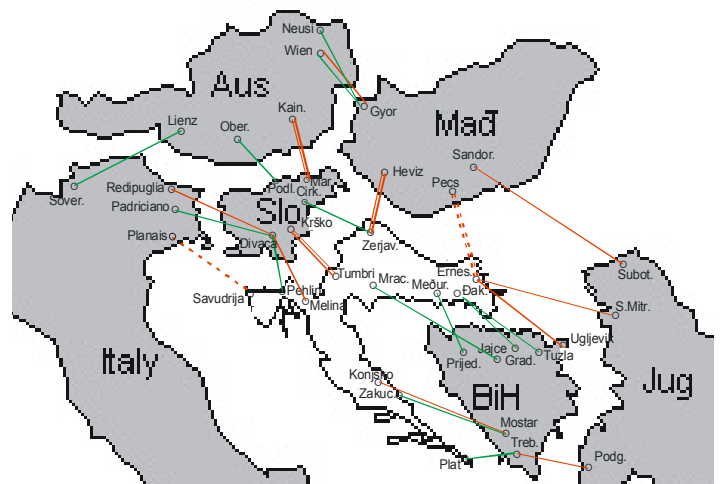 Neusi
Wien
Aus
Gyor
Kain.
Lienz
Ober.
Mađ
Sandor.
Heviz
Pecs
Mar.
Podl.
Cirk.
Sover.
Redipuglia
Padriciano
Slo
Krško
Planais
Divača
Zerjav.
Ernes.
Subot.
Tumbri
Mrac.
Međur.
Đak.
Savudrija
Pehlin
Melina
S.Mitr.
Ugljevik
Italy
Jajce
Prijed.
Grad.
Tuzla
Jug
Konjsko
Zakuc.
BiH
Mostar
Treb.
Plat
Podg.